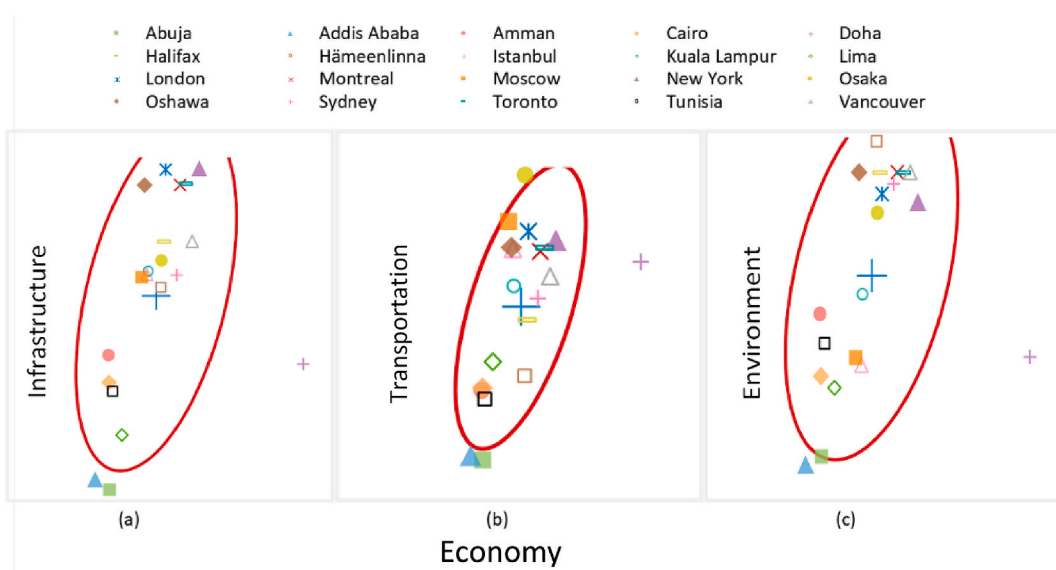 Abuja Addis Ababa Amman Cairo Doha
Halifax Hämeenlinna Istanbul Kuala Lampur Lima
London Montreal Moscow New York Osaka
Oshawa Sydney Toronto Tunisia Vancouver
Infrastructure
Transportation
Environment
(a) (b) (c)
Economy